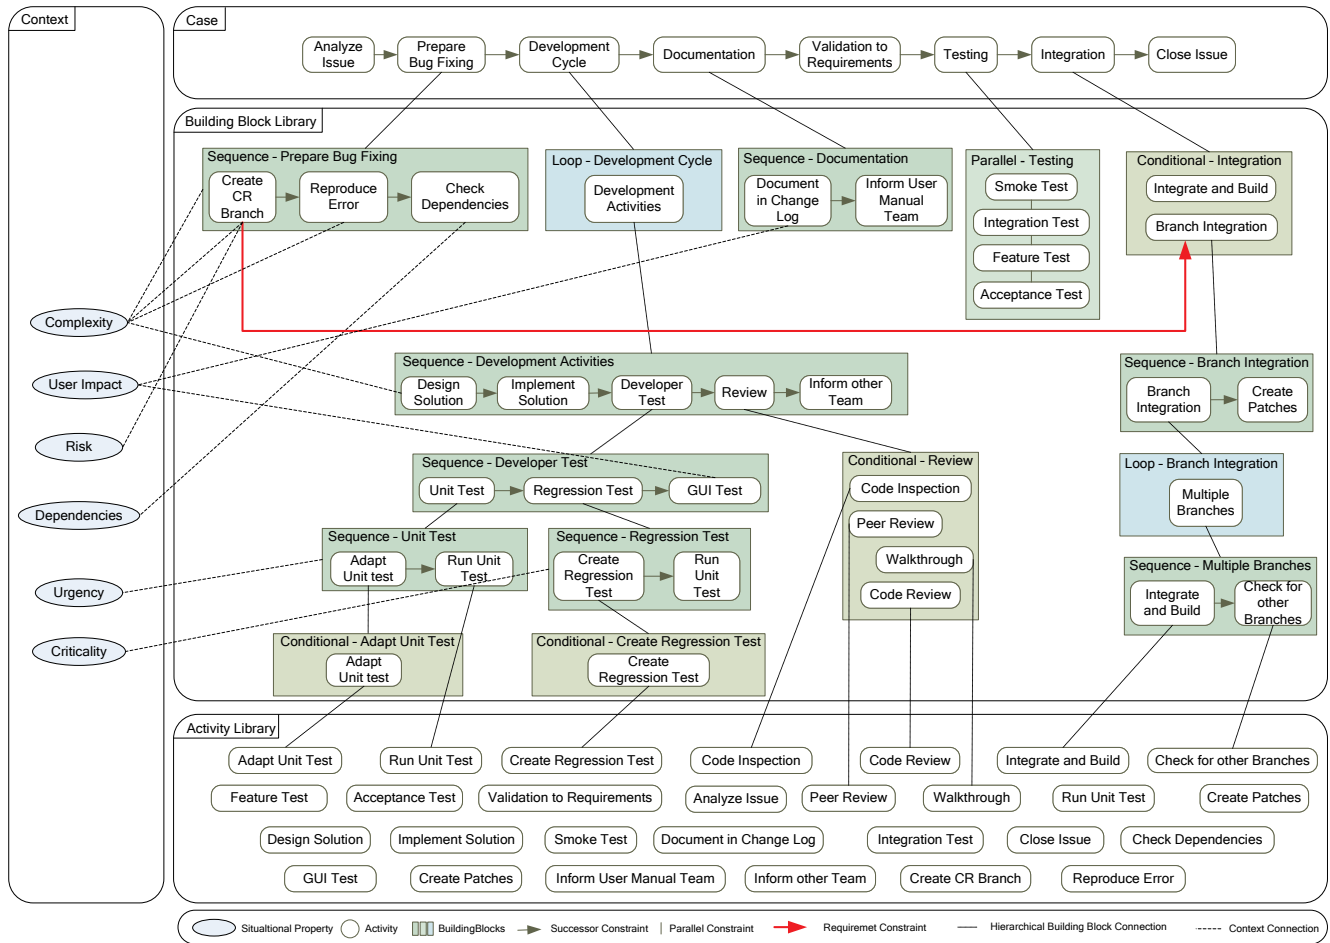 Context
Case
Analyze
Issue
Prepare
Bug Fixing
Development
Cycle
Documentation
Validation to
Requirements
Testing
Integration
Close Issue
Building Block Library
Sequence - Prepare Bug Fixing
Create
CR
Branch
Reproduce
Error
Check
Dependencies
Loop - Development Cycle
Development
Activities
Sequence - Documentation
Document
in Change
Log
Inform User
Manual
Team
Parallel - Testing
Smoke Test
Integration Test
Feature Test
Acceptance Test
Conditional - Integration
Integrate and Build
Branch Integration
Complexity
User Impact
Risk
Dependencies
Urgency
Criticality
Sequence - Development Activities
Design
Solution
Implement
Solution
Developer
Test
Review
Inform other
Team
Sequence - Branch Integration
Branch
Integration
Create
Patches
Sequence - Developer Test
Unit Test
Regression Test
GUI Test
Conditional - Review
Code Inspection
Peer Review
Walkthrough
Code Review
Loop - Branch Integration
Multiple
Branches
Sequence - Unit Test
Adapt
Unit test
Run Unit
Test
Sequence - Regression Test
Create
Regression
Test
Run
Unit
Test
Sequence - Multiple Branches
Integrate
and Build
Check for
other
Branches
Conditional - Adapt Unit Test
Adapt
Unit test
Conditional - Create Regression Test
Create
Regression Test
Activity Library
Adapt Unit Test
Run Unit Test
Create Regression Test
Code Inspection
Code Review
Integrate and Build
Check for other Branches
Feature Test
Acceptance Test
Validation to Requirements
Analyze Issue
Peer Review
Walkthrough
Run Unit Test
Create Patches
Design Solution
Implement Solution
Smoke Test
Document in Change Log
Integration Test
Close Issue
Check Dependencies
GUI Test
Create Patches
Inform User Manual Team
Inform other Team
Create CR Branch
Reproduce Error
Situaltional Property
Activity
BuildingBlocks
Successor Constraint
Parallel Constraint
Requiremet Constraint
Hierarchical Building Block Connection
Context Connection